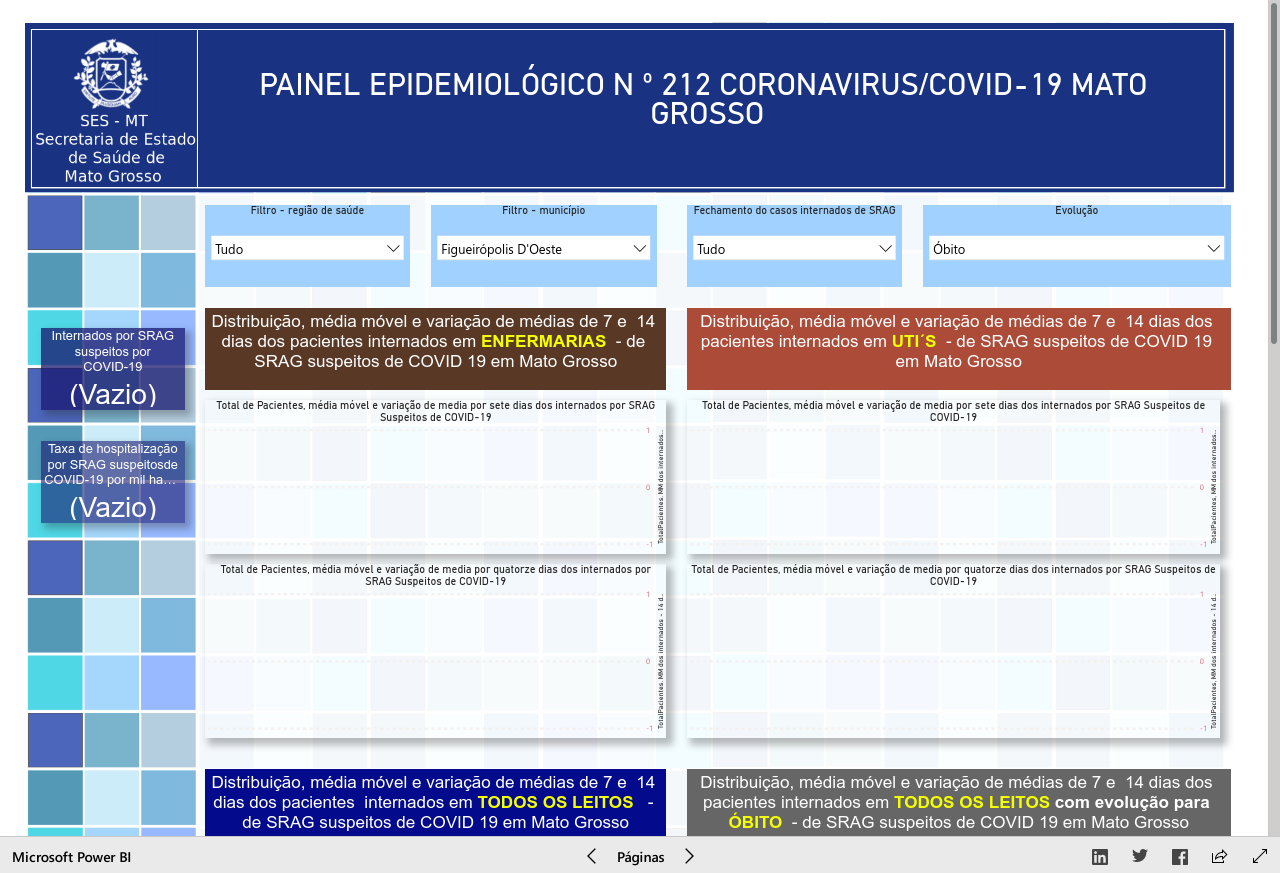 PAINEL EPIDEMIOLÓGICO N º 212 CORONAVIRUS/COVID-19 MATO
GROSSO
SES - MT
Secretaria de Estado
de Saúde de
Mato Grosso
Filtro - região de saúde
Tudo
Filtro - município
Figueirópolis D'Oeste
Fechamento do casos internados de SRAG
Tudo
Evolução
Óbito
Internados por SRAG
suspeitos por
COVID-19
(Vazio)
Taxa de hospitalização
por SRAG suspeitosde
COVID-19 por mil ha…
(Vazio)
Distribuição, média móvel e variação de médias de 7 e 14
dias dos pacientes internados em ENFERMARIAS - de
SRAG suspeitos de COVID 19 em Mato Grosso
Distribuição, média móvel e variação de médias de 7 e 14 dias dos
pacientes internados em UTI´S - de SRAG suspeitos de COVID 19
em Mato Grosso
Total de Pacientes, média móvel e variação de media por sete dias dos internados por SRAG
Suspeitos de COVID-19
1
0
-1
TotalPacientes, MM dos internados...
Total de Pacientes, média móvel e variação de media por sete dias dos internados por SRAG Suspeitos de
COVID-19
1
0
-1
TotalPacientes, MM dos internados...
Total de Pacientes, média móvel e variação de media por quatorze dias dos internados por
SRAG Suspeitos de COVID-19
1
0
-1
TotalPacientes, MM dos internados - 14 d...
Total de Pacientes, média móvel e variação de media por quatorze dias dos internados por SRAG Suspeitos de
COVID-19
1
0
-1
TotalPacientes, MM dos internados - 14 d...
Distribuição, média móvel e variação de médias de 7 e 14
dias dos pacientes internados em TODOS OS LEITOS -
de SRAG suspeitos de COVID 19 em Mato Grosso
Distribuição, média móvel e variação de médias de 7 e 14 dias dos
pacientes internados em TODOS OS LEITOS com evolução para
ÓBITO - de SRAG suspeitos de COVID 19 em Mato Grosso
Microsoft Power BI
Páginas